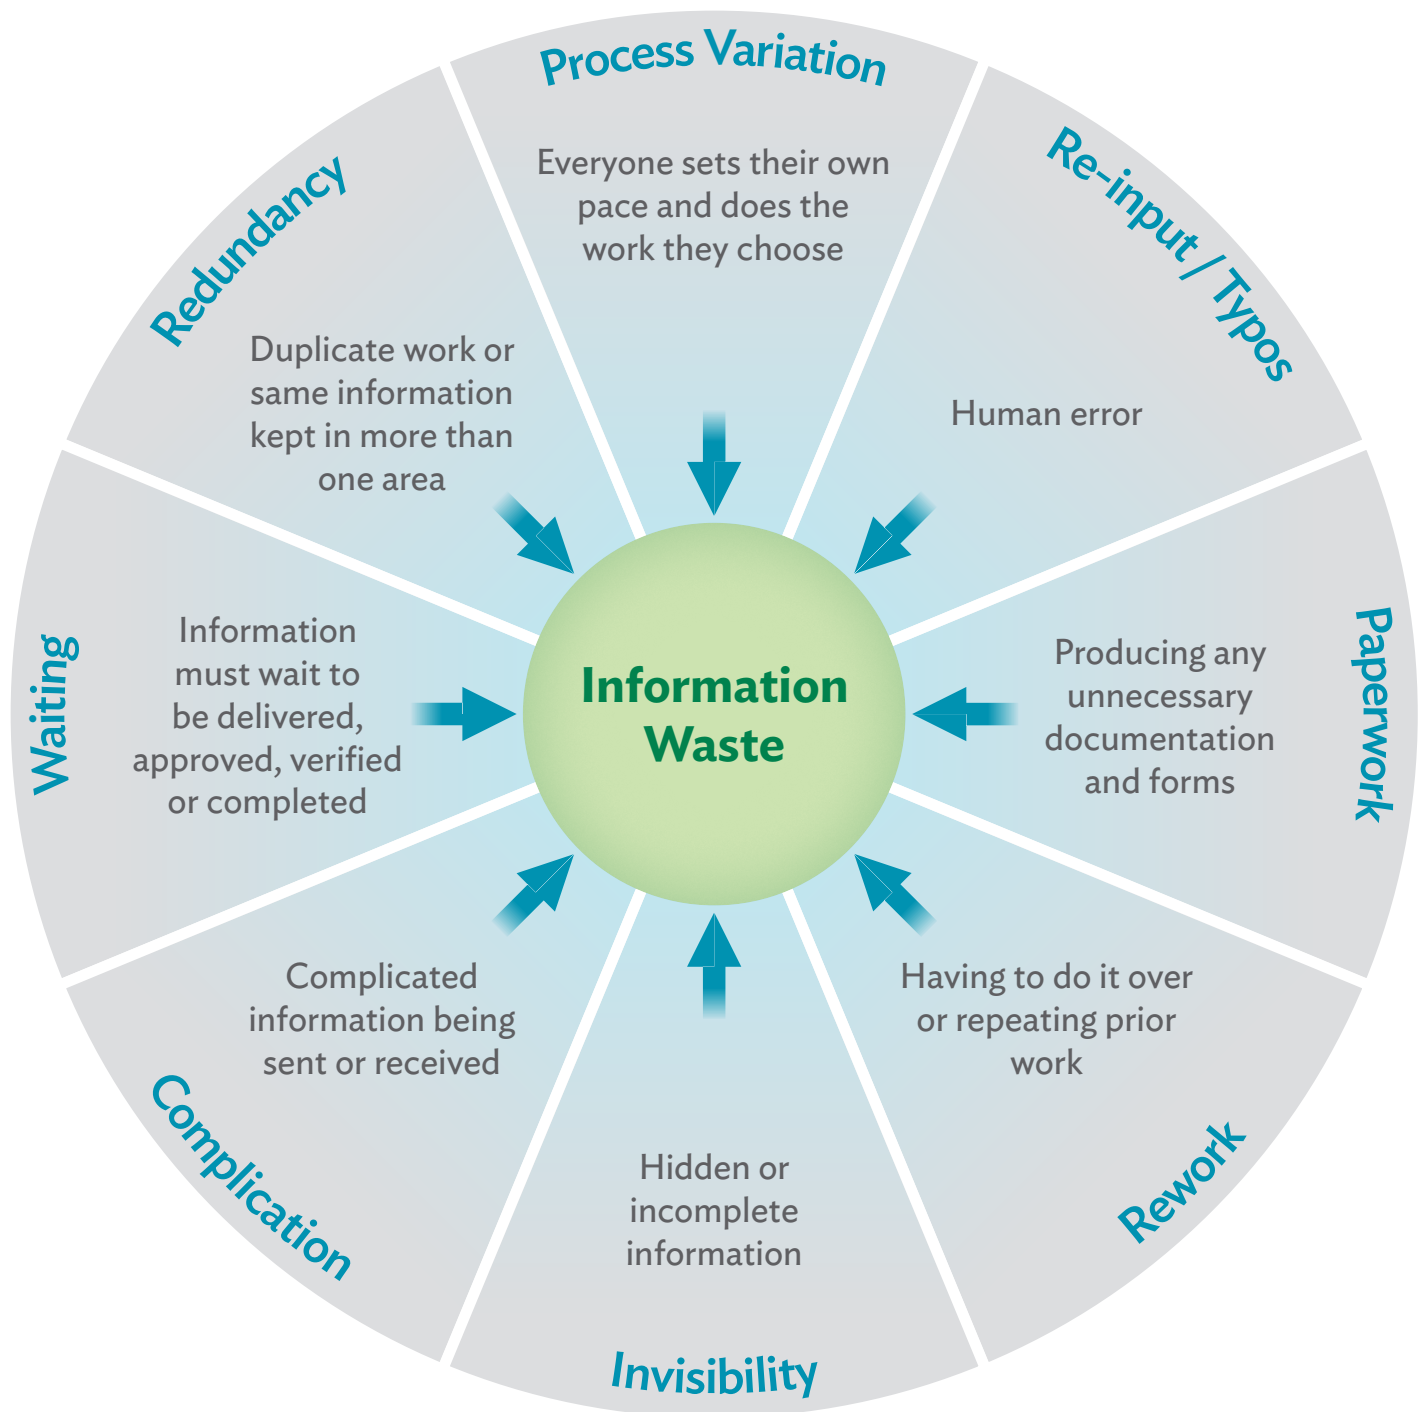 Process Variation
Everyone sets their own
pace and does the
work they choose
Re-input / Typos
Human error
Paperwork
Producing any
unnecessary
documentation
and forms
Rework
Having to do it over
or repeating prior
work
Invisibility
Hidden or
incomplete
information
Complication
Complicated
information being
sent or received
Waiting
Information
must wait to
be delivered,
approved, verified
or completed
Redundancy
Duplicate work or
same information
kept in more than
one area
Information
Waste